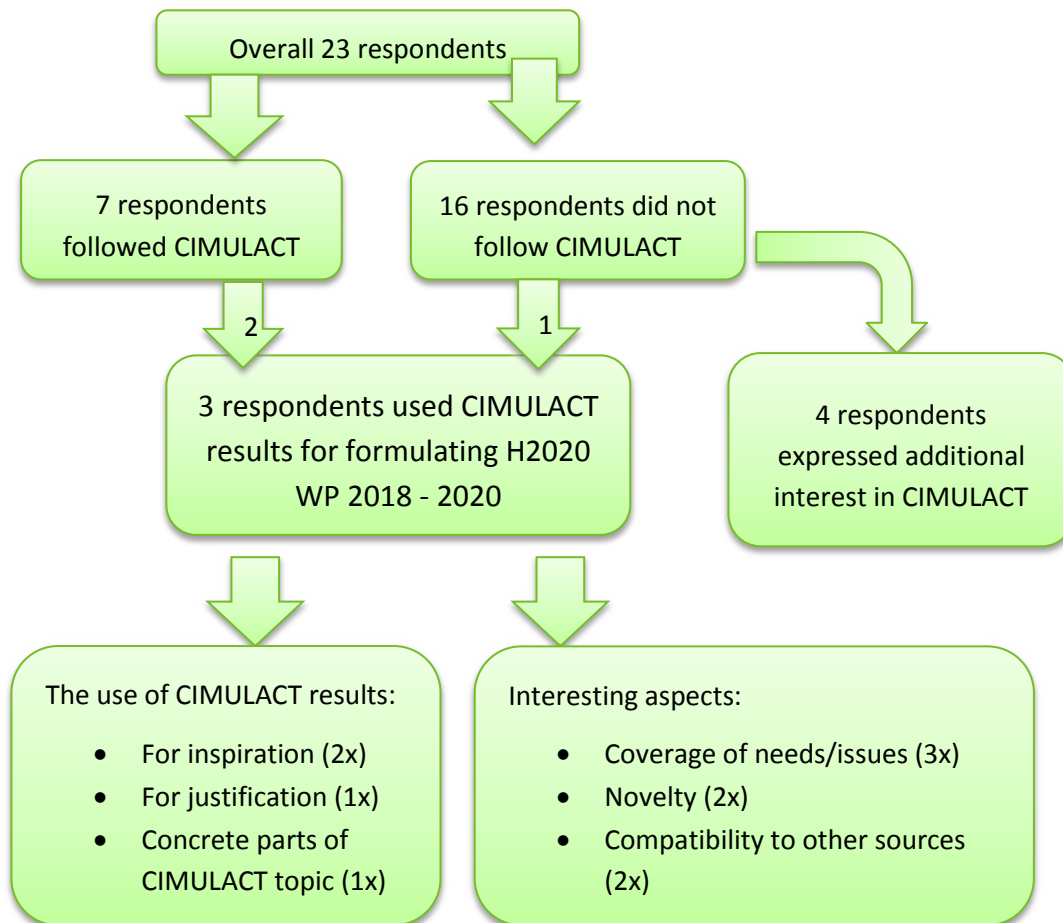 Overall 23 respondents
7 respondents
followed CIMULACT
16 respondents did not
follow CIMULACT
2
1
3 respondents used CIMULACT
results for formulating H2020
WP 2018 - 2020
4 respondents
expressed additional
interest in CIMULACT
The use of CIMULACT results:
• For inspiration (2x)
• For justification (1x)
• Concrete parts of
CIMULACT topic (1x)
Interesting aspects:
• Coverage of needs/issues (3x)
• Novelty (2x)
• Compatibility to other sources
(2x)